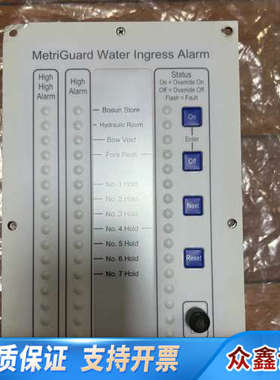 MetriGuard Water Ingress Alarm
High
High
Alarm
High
Alarm
Status
On = Override On
Off = Override Off
Flash = Fault
Bosun Store
Hydraulic Room
Bow Void
Fore Peak
No. 1 Hold
No. 2 Hold
No. 3 Hold
No. 4 Hold
No. 5 Hold
No. 6 Hold
No. 7 Hold
On
Enter
Off
Next
Reset
质保证
支持开票
众鑫